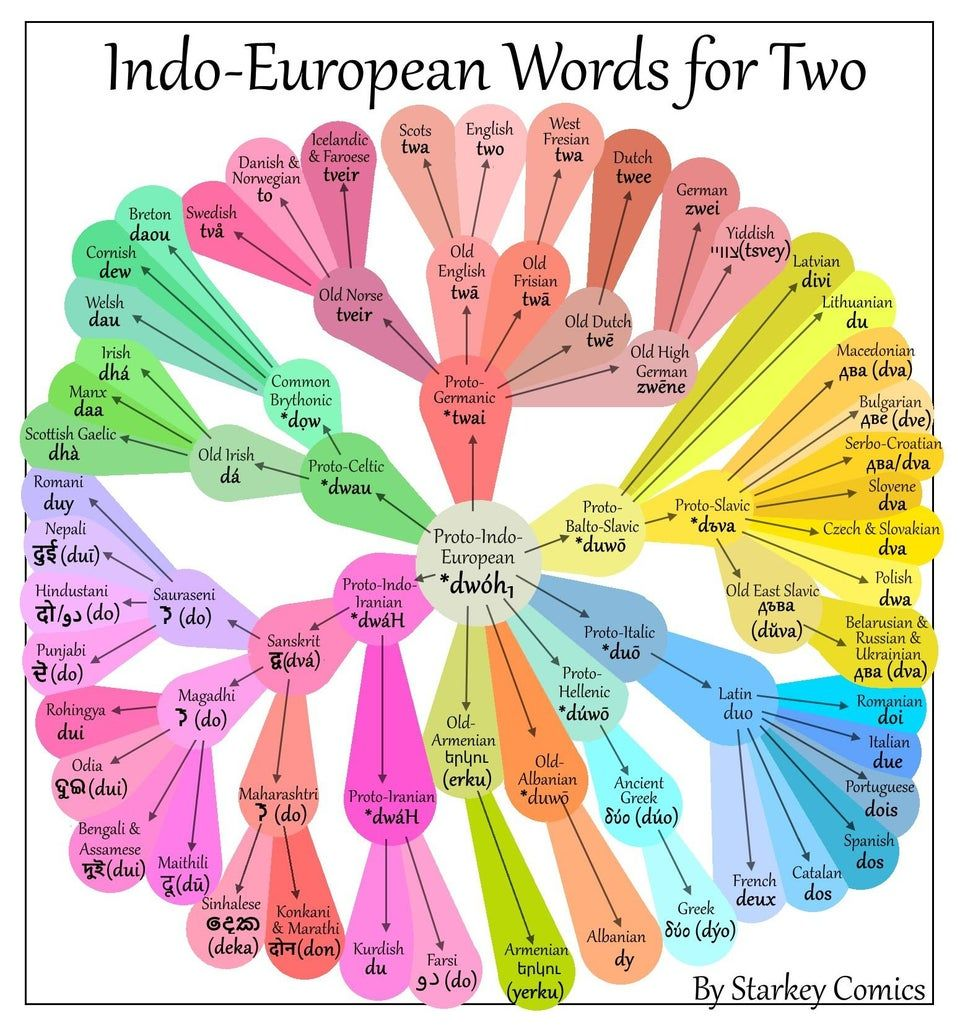 Indo-European Words for Two
Scots
twa
English
two
West
Fresian
twa
Dutch
twee
German
zwei
Yiddish
צוויי(tsvey)
Icelandic
& Faroese
tveir
Danish &
Norwegian
to
Swedish
två
Old Norse
tveir
Old
English
twā
Old
Frisian
twā
Old Dutch
twē
Old High
German
zwēne
Proto-
Germanic
*twai
Breton
daou
Cornish
dew
Welsh
dau
Common
Brythonic
*dọw
Irish
dhá
Manx
daa
Scottish Gaelic
dhà
Old Irish
dá
Proto-Celtic
*dwau
Latvian
divi
Lithuanian
du
Macedonian
два (dva)
Bulgarian
две (dve)
Serbo-Croatian
два/dva
Slovene
dva
Czech & Slovakian
dva
Polish
dwa
Belarusian &
Russian &
Ukrainian
два (dva)
Old East Slavic
дъва
(dŭva)
Proto-Slavic
*dъva
Proto-
Balto-Slavic
*duwō
Proto-Indo-
European
*dwóh₁
Romani
duy
Nepali
दुई (duī)
Hindustani
दो/دو (do)
Punjabi
ਦੋ (do)
Sauraseni
(do)
Proto-Indo-
Iranian
*dwáH
Sanskrit
द्व(dvá)
Magadhi
(do)
Rohingya
dui
Odia
ଦୁଇ (dui)
Bengali &
Assamese
দুই(dui)
Maithili
दू(dū)
Maharashtri
(do)
Sinhalese
දෙක
(deka)
Konkani
& Marathi
दोन(don)
Proto-Iranian
*dwáH
Kurdish
du
Farsi
دو (do)
Old-
Armenian
երկու
(erku)
Armenian
երկու
(yerku)
Old-
Albanian
*duwō
Albanian
dy
Proto-
Hellenic
*dúwō
Ancient
Greek
δύο (dúo)
Greek
δύο (dýo)
Proto-Italic
*duō
Latin
duo
Romanian
doi
Italian
due
Portuguese
dois
Spanish
dos
Catalan
dos
French
deux
By Starkey Comics